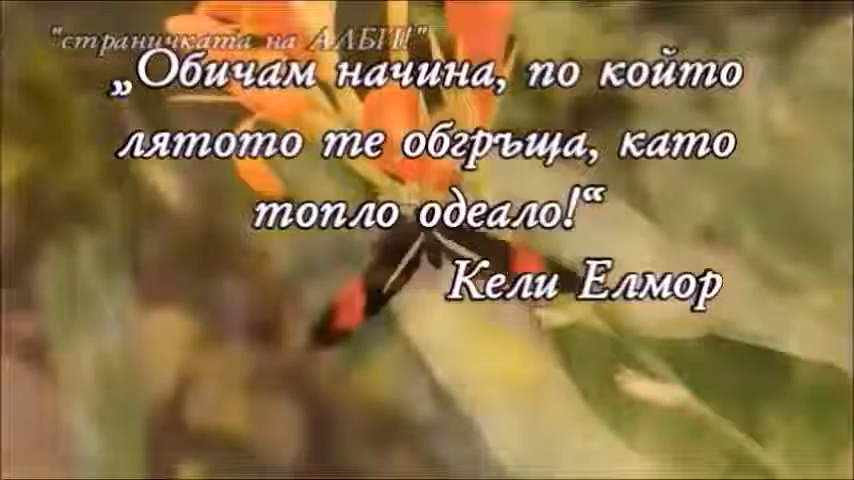 "страничката на АЛБИ!"
„Обичам начина, по който
лятото те обгръща, като
топло одеало!“
Кели Елмор